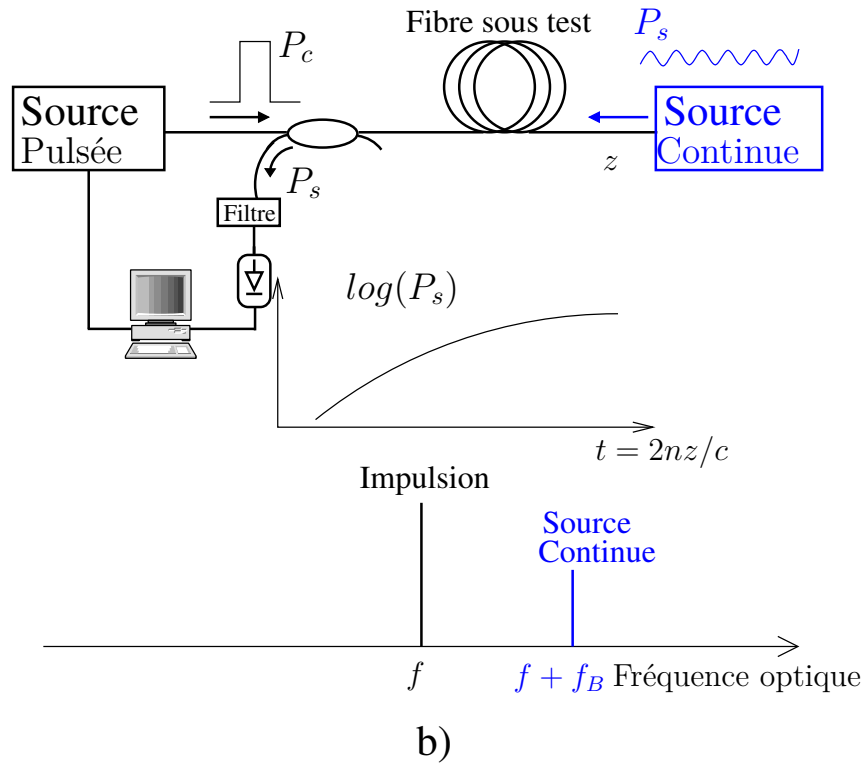 Fibre sous test
P_s
P_c
Source
Pulsée
Source
Continue
z
P_s
Filtre
log(P_s)
t = 2nz/c
Impulsion
Source
Continue
f
f + f_B Fréquence optique
b)